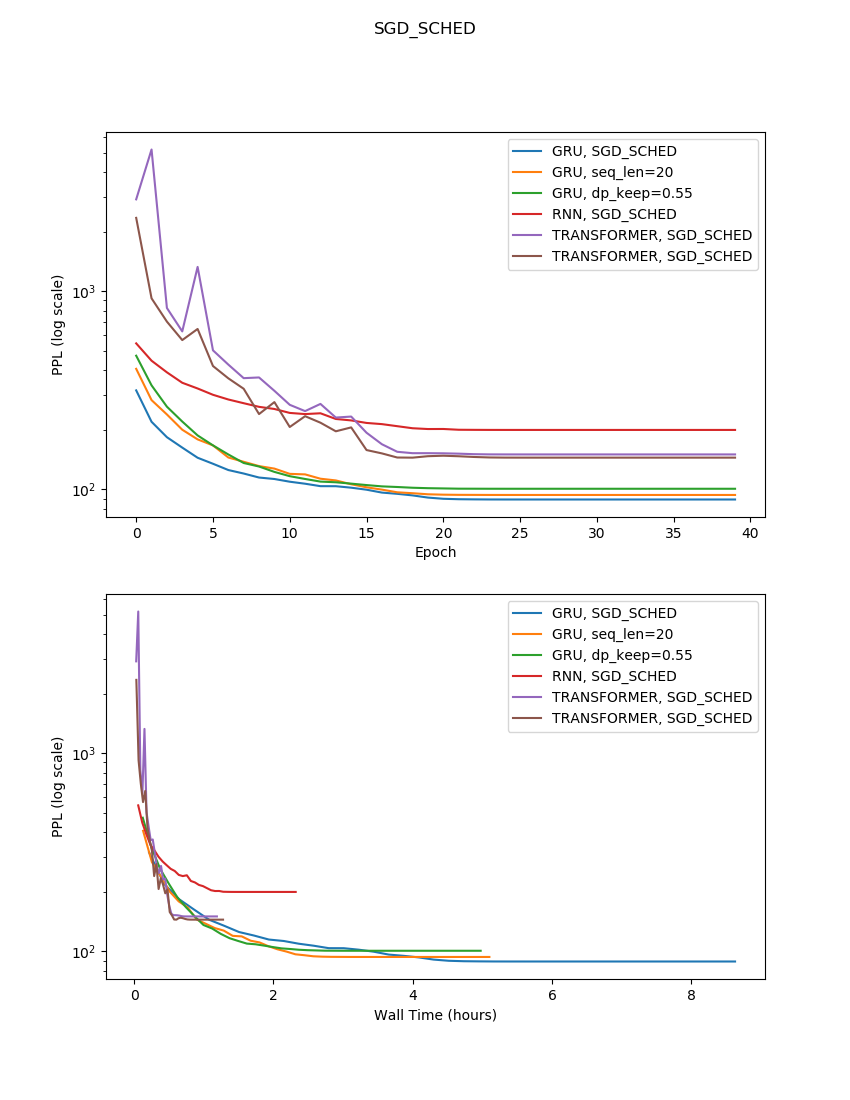 SGD_SCHED
GRU, SGD_SCHED
GRU, seq_len=20
GRU, dp_keep=0.55
RNN, SGD_SCHED
TRANSFORMER, SGD_SCHED
TRANSFORMER, SGD_SCHED
PPL (log scale)
10³
10²
0 5 10 15 20 25 30 35 40
Epoch
GRU, SGD_SCHED
GRU, seq_len=20
GRU, dp_keep=0.55
RNN, SGD_SCHED
TRANSFORMER, SGD_SCHED
TRANSFORMER, SGD_SCHED
PPL (log scale)
10³
10²
0 2 4 6 8
Wall Time (hours)